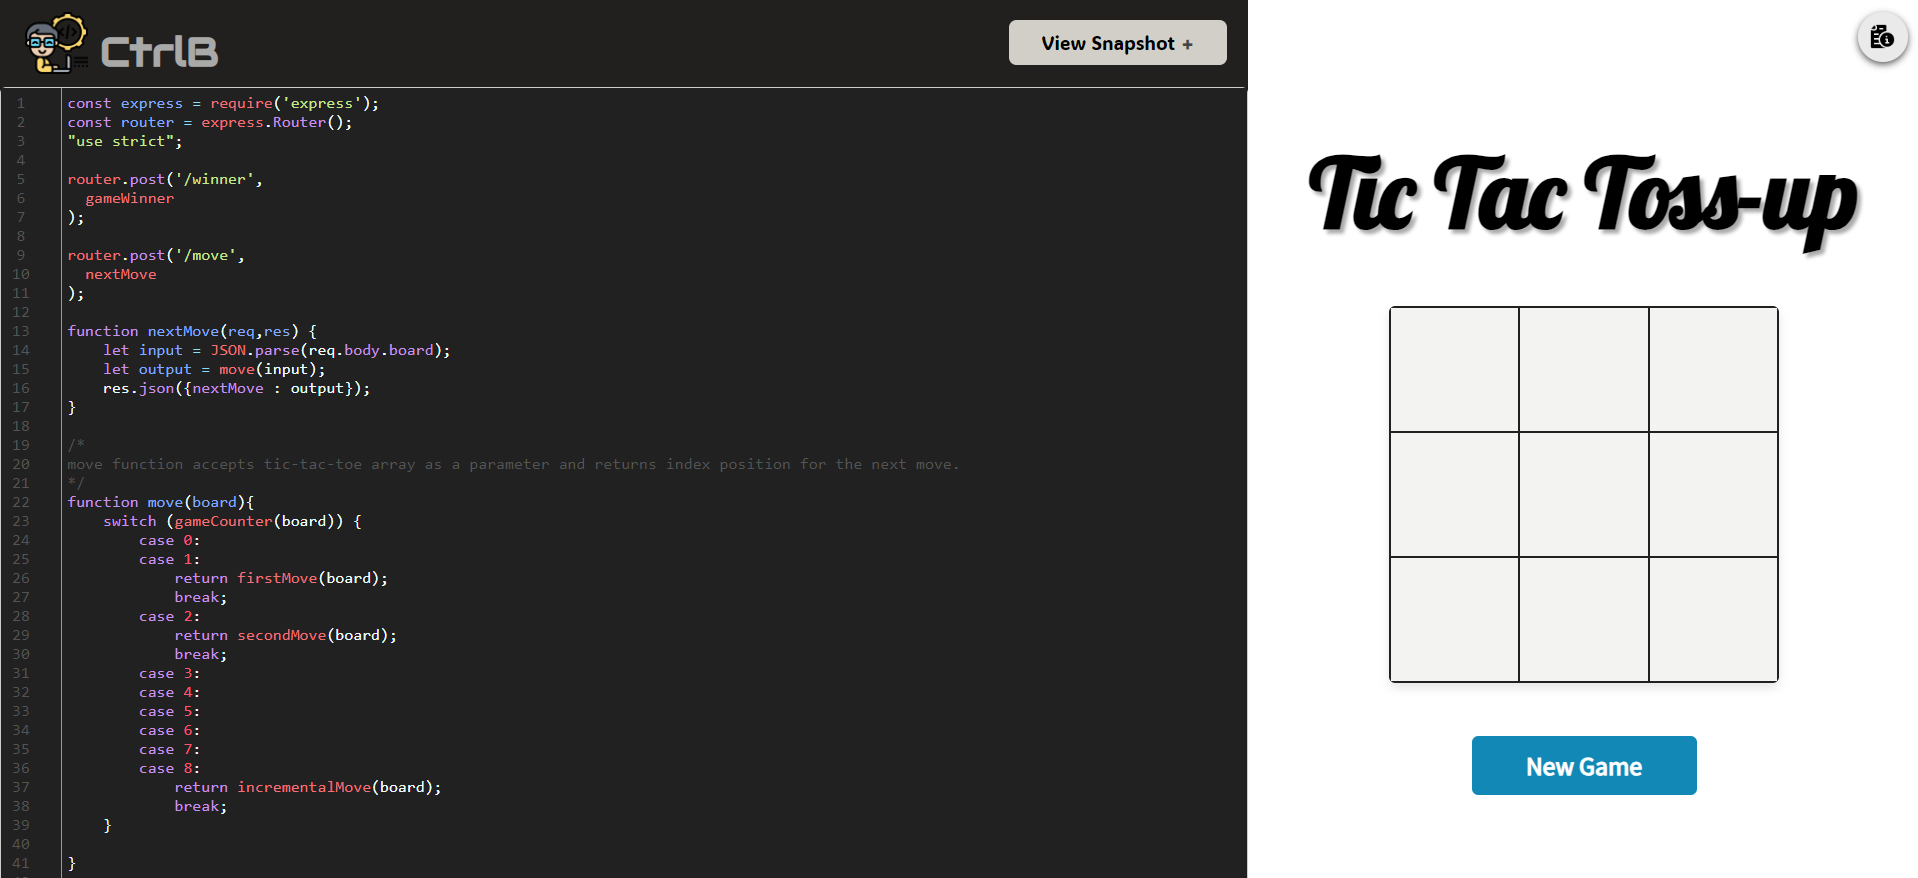 CtrlB
View Snapshot +
1 const express = require('express');
2 const router = express.Router();
3 "use strict";
4
5 router.post('/winner',
6   gameWinner
7 );
8
9 router.post('/move',
10   nextMove
11 );
12
13 function nextMove(req,res) {
14     let input = JSON.parse(req.body.board);
15     let output = move(input);
16     res.json({nextMove : output});
17 }
18
19 /*
20 move function accepts tic-tac-toe array as a parameter and returns index position for the next move.
21 */
22 function move(board){
23     switch (gameCounter(board)) {
24         case 0:
25         case 1:
26             return firstMove(board);
27             break;
28         case 2:
29             return secondMove(board);
30             break;
31         case 3:
32         case 4:
33         case 5:
34         case 6:
35         case 7:
36         case 8:
37             return incrementalMove(board);
38             break;
39     }
40
41 }
Tic Tac Toss-up
New Game